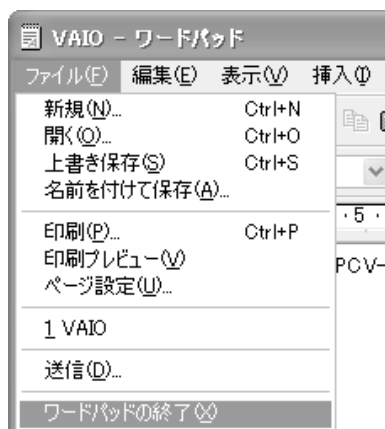 VAIO - ワードパッド
ファイル(F) 編集(E) 表示(V) 挿入(I)
新規(N)... Ctrl+N
開く(O)... Ctrl+O
上書き保存(S) Ctrl+S
名前を付けて保存(A)...
· 5 ·
印刷(P)... Ctrl+P
印刷プレビュー(V)
PCV-
ページ設定(U)...
1 VAIO
送信(D)...
ワードパッドの終了(X)